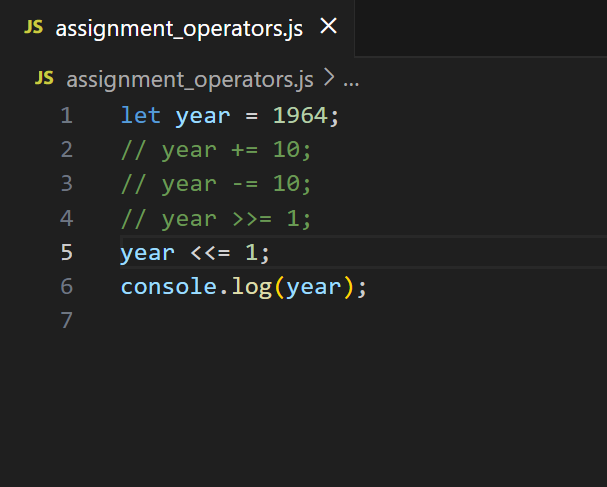 JS assignment_operators.js ×
JS assignment_operators.js > ...
1 let year = 1964;
2 // year += 10;
3 // year -= 10;
4 // year >>= 1;
5 year <<= 1;
6 console.log(year);
7